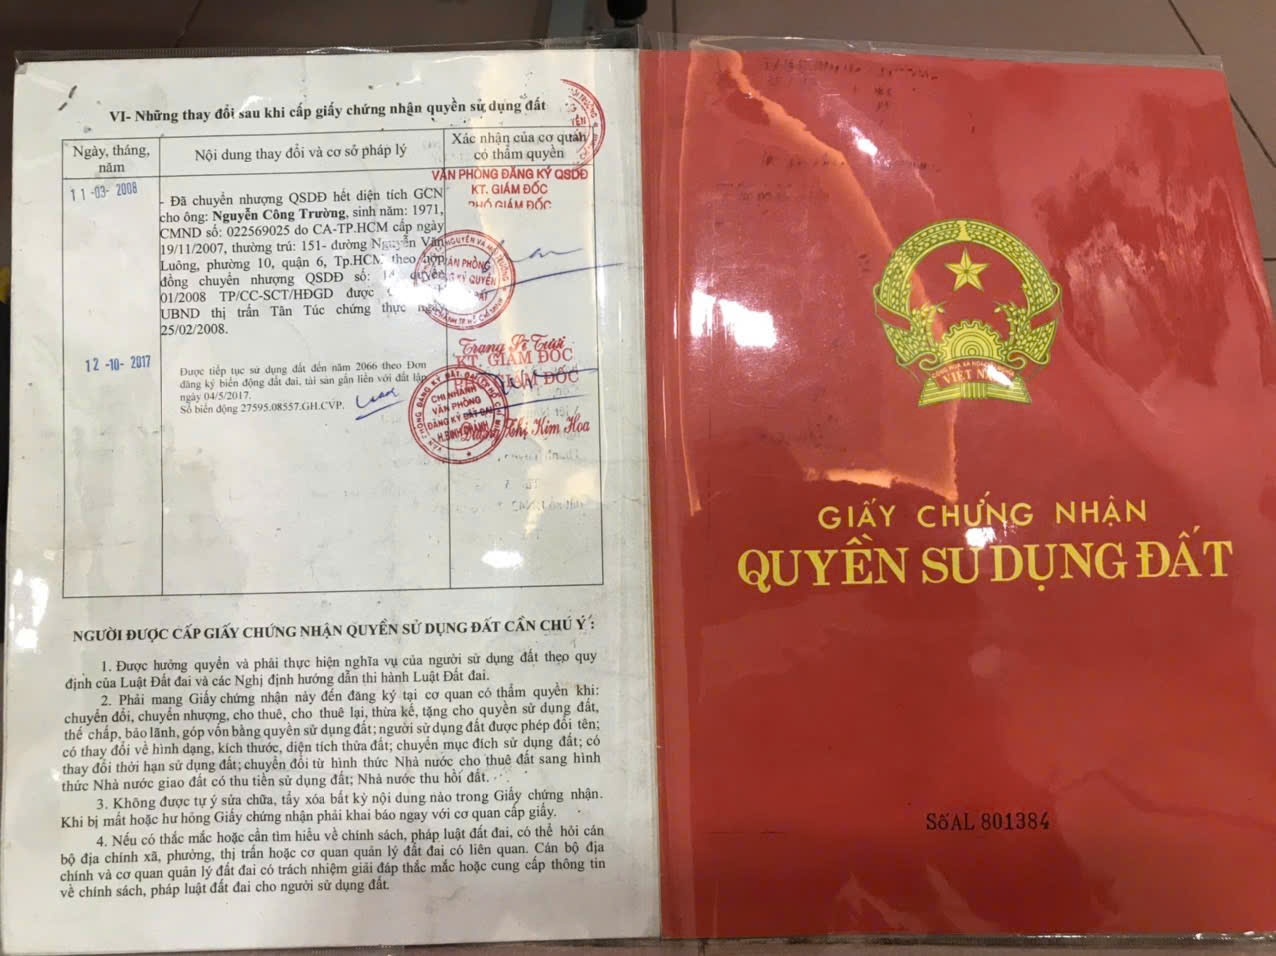 VI- Những thay đổi sau khi cấp giấy chứng nhận quyền sử dụng đất
Ngày, tháng, năm
Nội dung thay đổi và cơ sở pháp lý
Xác nhận của cơ quan có thẩm quyền
11-03-2008
- Đã chuyển nhượng QSDĐ hết diện tích GCN
cho ông: Nguyễn Công Trường, sinh năm: 1971,
CMND số: 022569025 do CA-TP.HCM cấp ngày
19/11/2007, thường trú: 151- đường Nguyễn Văn
Luông, phường 10, quận 6, Tp.HCM theo hợp
đồng chuyển nhượng QSDĐ số: quyển
01/2008 TP/CC-SCT/HĐGD được
UBND thị trấn Tân Túc chứng thực ngày
25/02/2008.
VĂN PHÒNG ĐĂNG KÝ QSDĐ
KT. GIÁM ĐỐC
PHÓ GIÁM ĐỐC
VĂN PHÒNG
12-10-2017
Được tiếp tục sử dụng đất đến năm 2066 theo Đơn
đăng ký biến động đất đai, tài sản gắn liền với đất lập
ngày 04/5/2017.
Số biến động 27595.08557.GH.CVP.
Trang Sĩ Tưới
KT. GIÁM ĐỐC
GIÁM ĐỐC
CHI NHÁNH
VĂN PHÒNG
ĐĂNG KÝ ĐẤT ĐAI
H.BÌNH CHÁNH
Thị Kim Hoa
NGƯỜI ĐƯỢC CẤP GIẤY CHỨNG NHẬN QUYỀN SỬ DỤNG ĐẤT CẦN CHÚ Ý :
1. Được hưởng quyền và phải thực hiện nghĩa vụ của người sử dụng đất theo quy
định của Luật Đất đai và các Nghị định hướng dẫn thi hành Luật Đất đai.
2. Phải mang Giấy chứng nhận này đến đăng ký tại cơ quan có thẩm quyền khi:
chuyển đổi, chuyển nhượng, cho thuê, cho thuê lại, thừa kế, tặng cho quyền sử dụng đất,
thế chấp, bảo lãnh, góp vốn bằng quyền sử dụng đất; người sử dụng đất được phép đổi tên;
có thay đổi về hình dạng, kích thước, diện tích thửa đất; chuyển mục đích sử dụng đất; có
thay đổi thời hạn sử dụng đất; chuyển đổi từ hình thức Nhà nước cho thuê đất sang hình
thức Nhà nước giao đất có thu tiền sử dụng đất; Nhà nước thu hồi đất.
3. Không được tự ý sửa chữa, tẩy xóa bất kỳ nội dung nào trong Giấy chứng nhận.
Khi bị mất hoặc hư hỏng Giấy chứng nhận phải khai báo ngay với cơ quan cấp giấy.
4. Nếu có thắc mắc hoặc cần tìm hiểu về chính sách, pháp luật đất đai, có thể hỏi cán
bộ địa chính xã, phường, thị trấn hoặc cơ quan quản lý đất đai có liên quan. Cán bộ địa
chính và cơ quan quản lý đất đai có trách nhiệm giải đáp thắc mắc hoặc cung cấp thông tin
về chính sách, pháp luật đất đai cho người sử dụng đất.
VIỆT NAM
GIẤY CHỨNG NHẬN
QUYỀN SỬ DỤNG ĐẤT
Số AL 801384